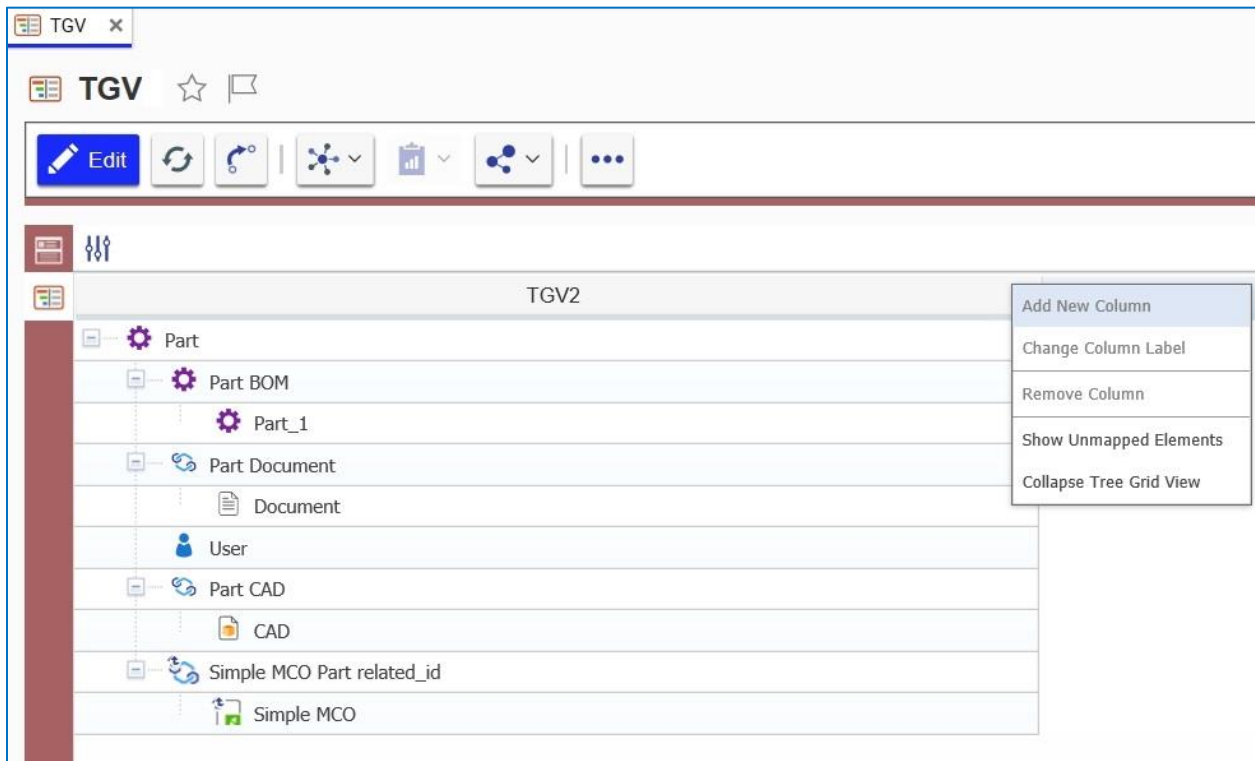 TGV
TGV
Edit
TGV2
Add New Column
Change Column Label
Remove Column
Show Unmapped Elements
Collapse Tree Grid View
Part
Part BOM
Part_1
Part Document
Document
User
Part CAD
CAD
Simple MCO Part related_id
Simple MCO